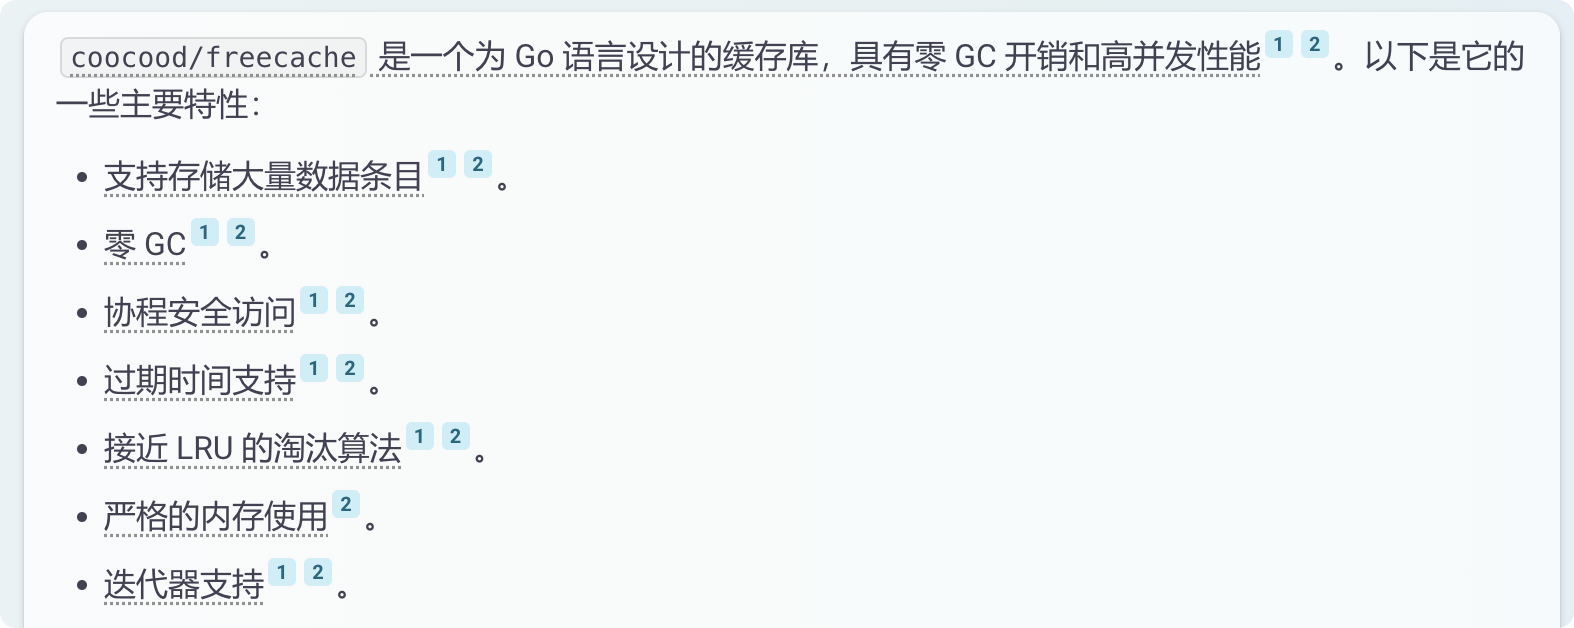 coocood/freecache 是一个为 Go 语言设计的缓存库，具有零 GC 开销和高并发性能 1 2 。以下是它的
一些主要特性：
• 支持存储大量数据条目 1 2 。
• 零 GC 1 2 。
• 协程安全访问 1 2 。
• 过期时间支持 1 2 。
• 接近 LRU 的淘汰算法 1 2 。
• 严格的内存使用 2 。
• 迭代器支持 1 2 。